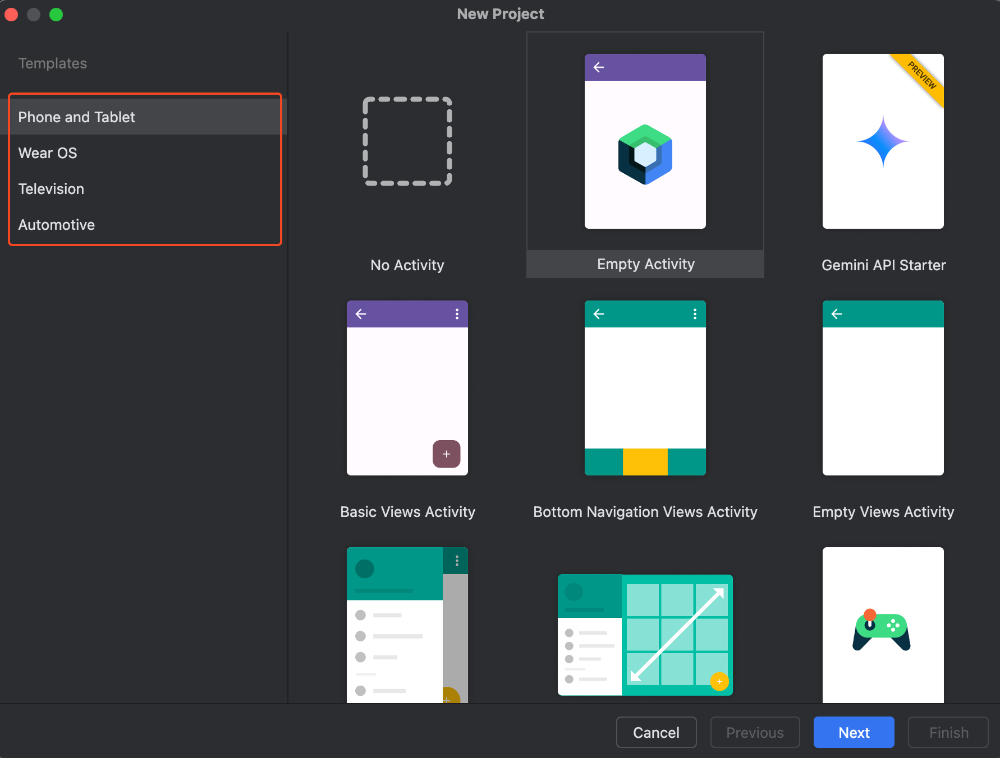 New Project
Templates
Phone and Tablet
Wear OS
Television
Automotive
No Activity
Empty Activity
PREVIEW
Gemini API Starter
Basic Views Activity
Bottom Navigation Views Activity
Empty Views Activity
Cancel
Previous
Next
Finish